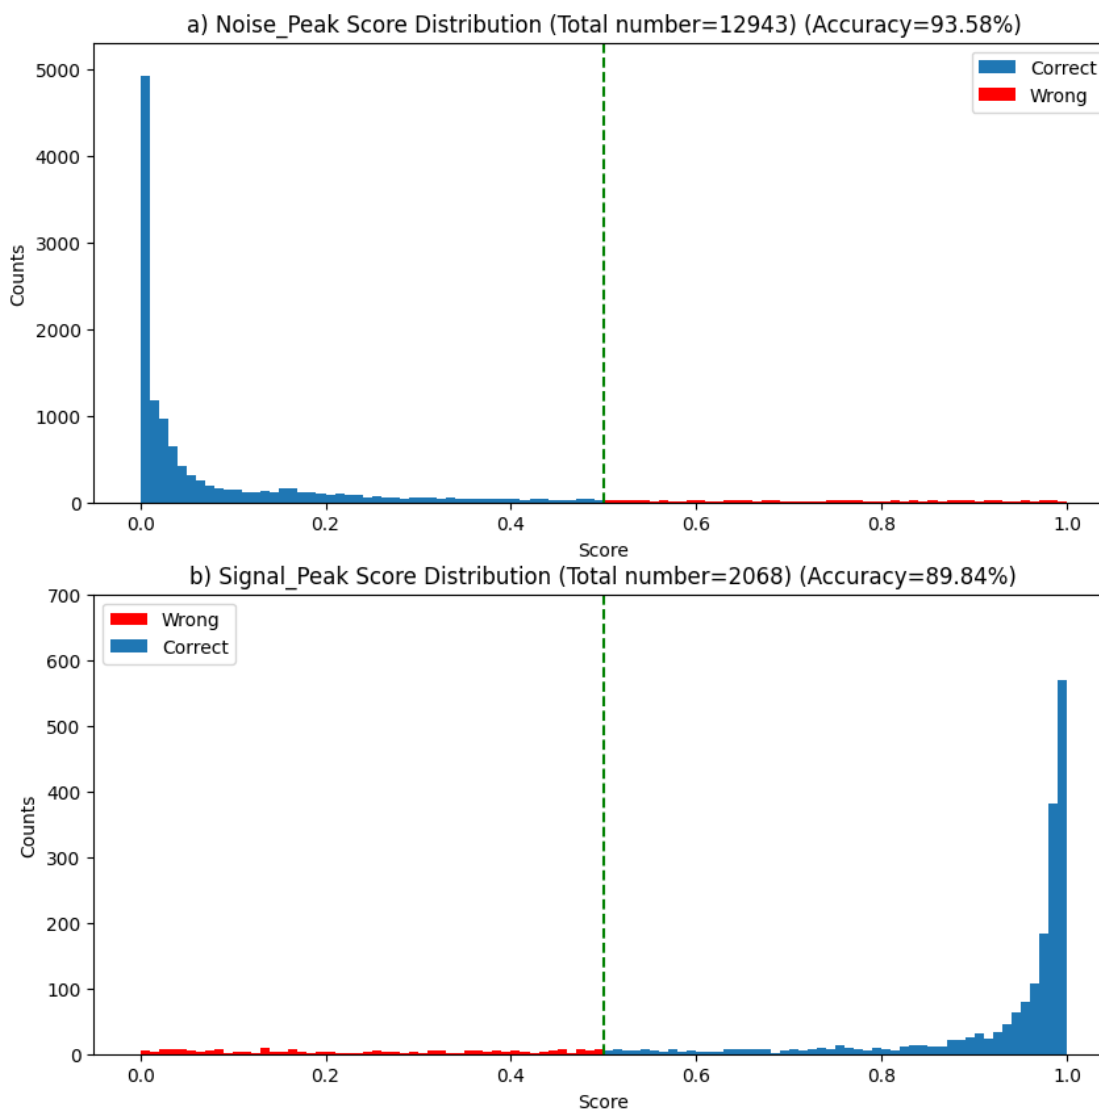 a) Noise_Peak Score Distribution (Total number=12943) (Accuracy=93.58%)
Correct
Wrong
Counts
5000
4000
3000
2000
1000
0
0.0 0.2 0.4 0.6 0.8 1.0
Score
b) Signal_Peak Score Distribution (Total number=2068) (Accuracy=89.84%)
Wrong
Correct
Counts
700
600
500
400
300
200
100
0
0.0 0.2 0.4 0.6 0.8 1.0
Score